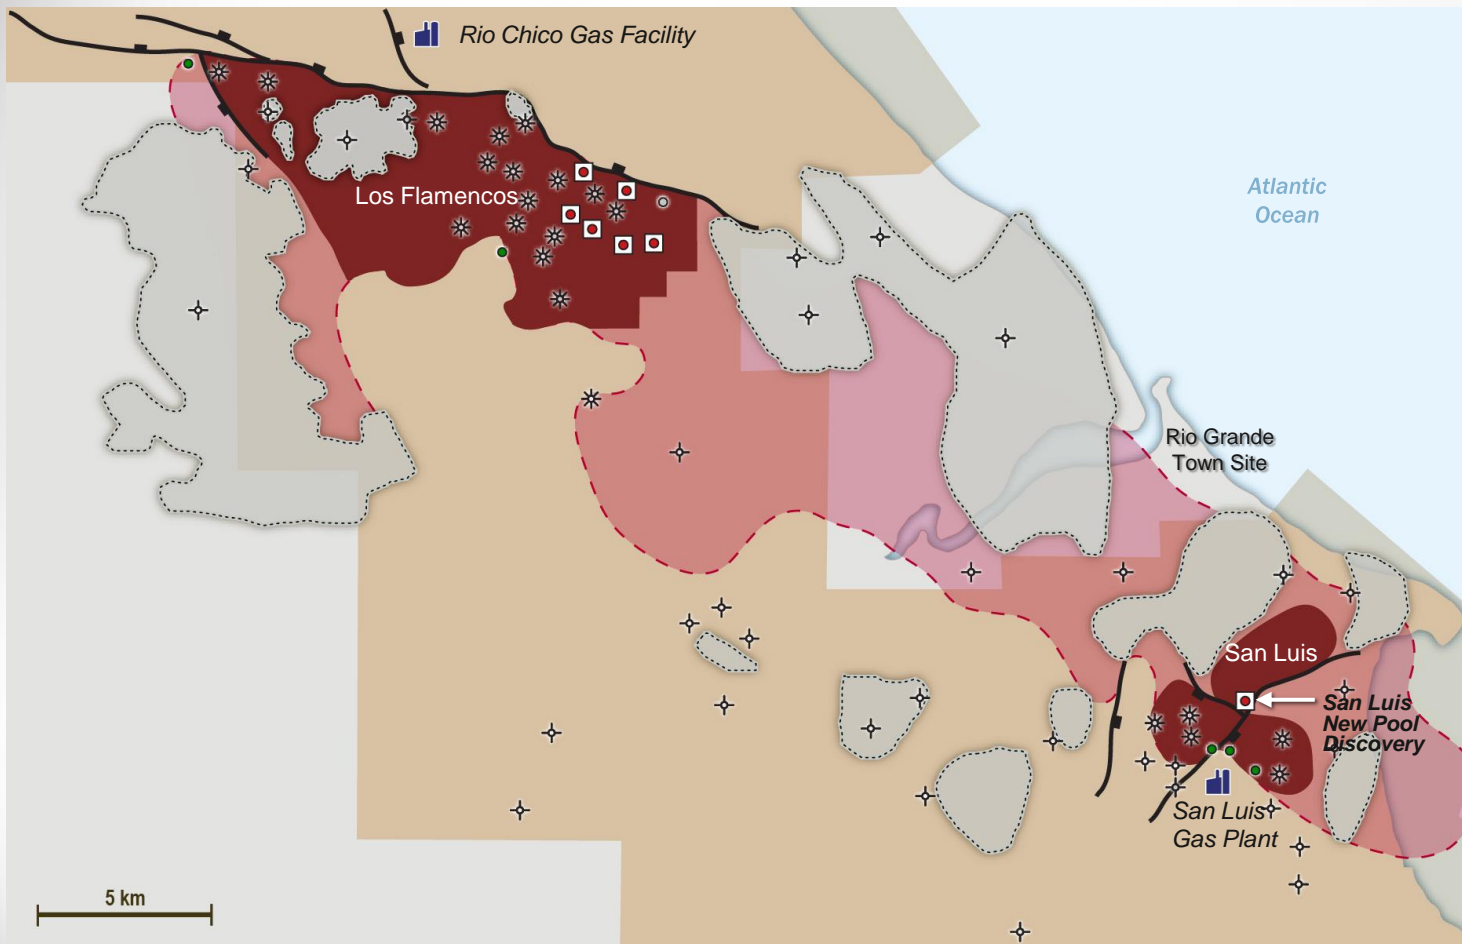 Rio Chico Gas Facility
Los Flamencos
Atlantic
Ocean
Rio Grande
Town Site
San Luis
San Luis
New Pool
Discovery
San Luis
Gas Plant
5 km